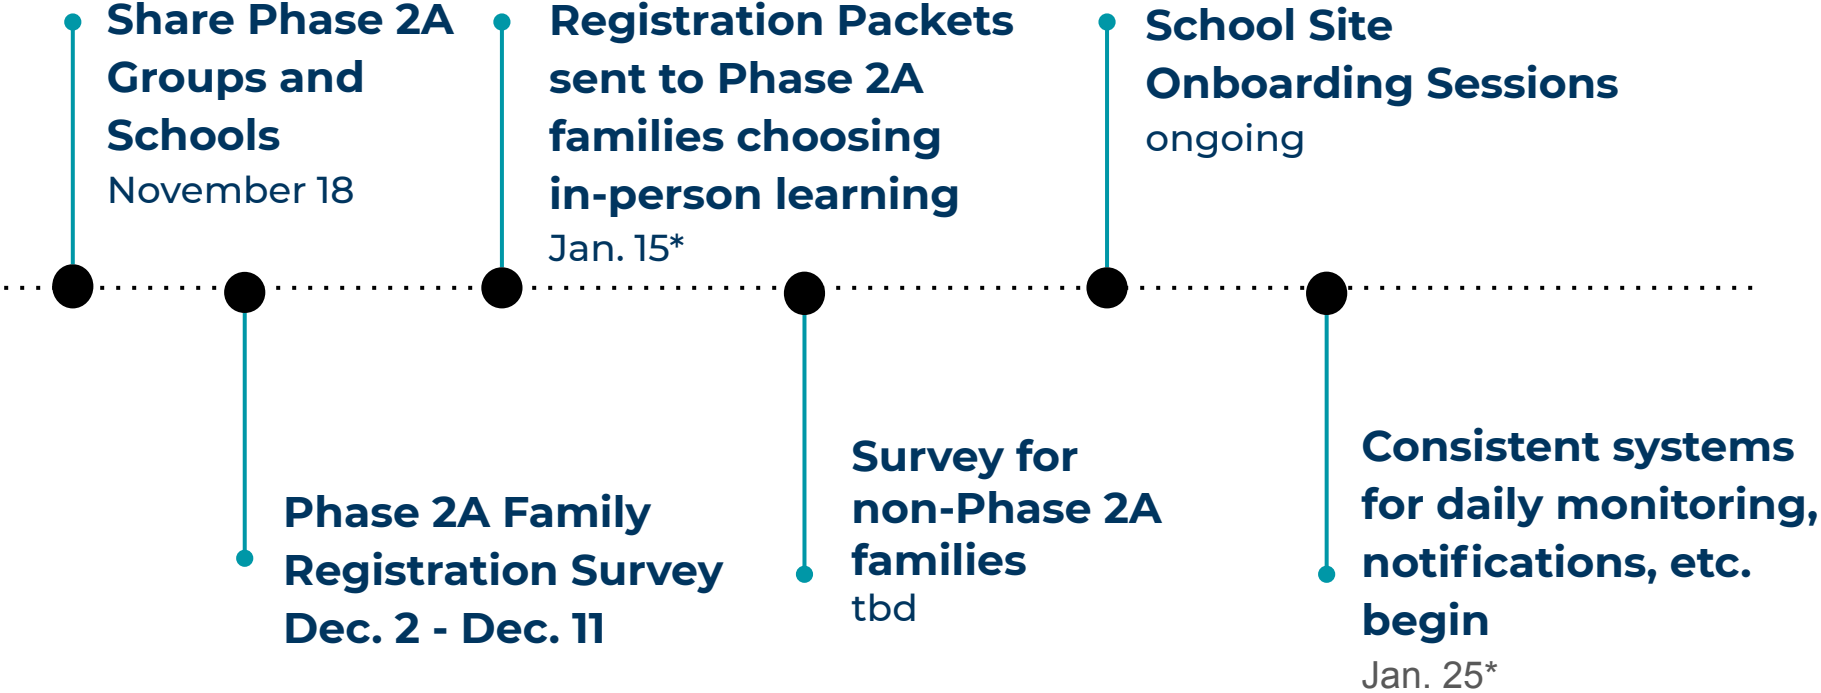 Share Phase 2A
Groups and
Schools
November 18
Phase 2A Family
Registration Survey
Dec. 2 - Dec. 11
Registration Packets
sent to Phase 2A
families choosing
in-person learning
Jan. 15*
Survey for
non-Phase 2A
families
tbd
School Site
Onboarding Sessions
ongoing
Consistent systems
for daily monitoring,
notifications, etc.
begin
Jan. 25*